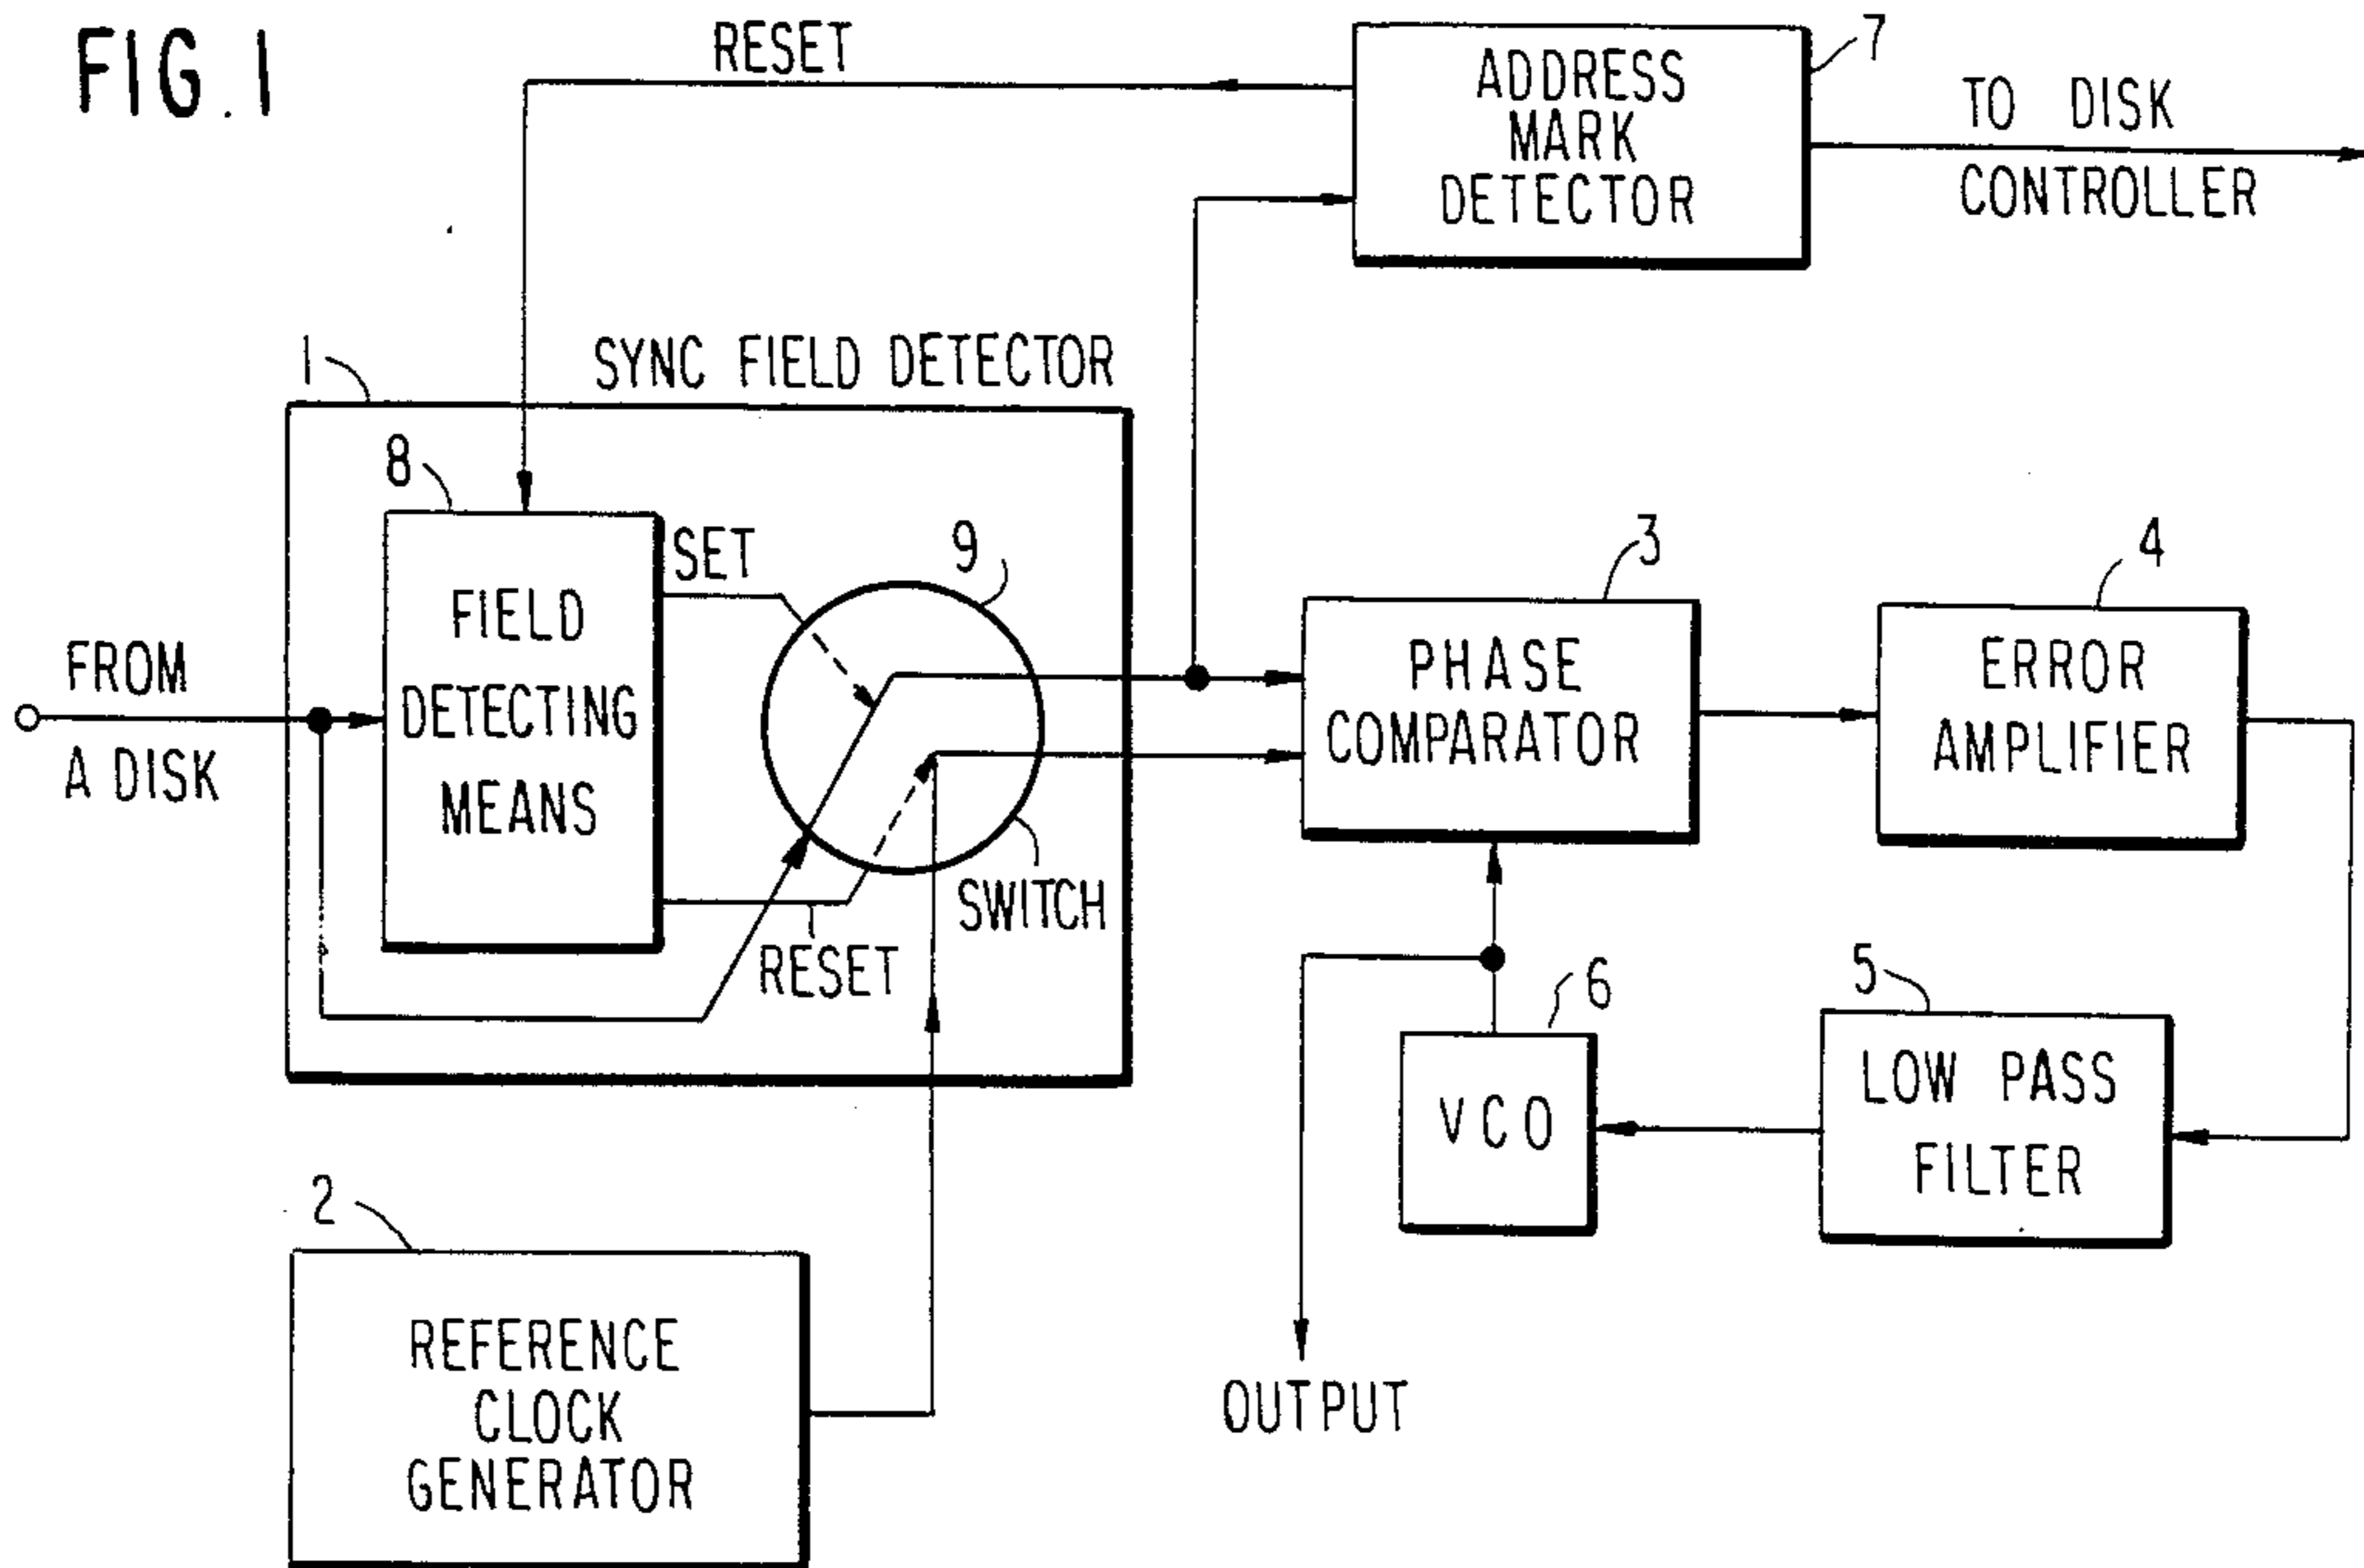 FIG. 1
RESET
ADDRESS
MARK
DETECTOR
7
TO DISK
CONTROLLER
1
SYNC FIELD DETECTOR
8
SET
9
FIELD
DETECTING
MEANS
FROM
A DISK
RESET
SWITCH
3
PHASE
COMPARATOR
4
ERROR
AMPLIFIER
6
VCO
5
LOW PASS
FILTER
2
REFERENCE
CLOCK
GENERATOR
OUTPUT